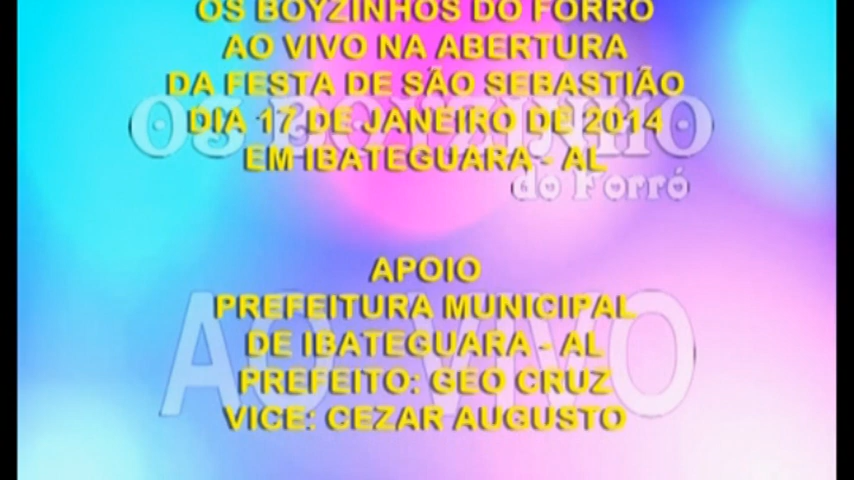 OS BOYZINHOS DO FORRÓ
AO VIVO NA ABERTURA
DA FESTA DE SÃO SEBASTIÃO
DIA 17 DE JANEIRO DE 2014
EM IBATEGUARA - AL
OS BOYZINHO
do Forró
APOIO
PREFEITURA MUNICIPAL
DE IBATEGUARA - AL
PREFEITO: GEO CRUZ
VICE: CEZAR AUGUSTO
AO VIVO